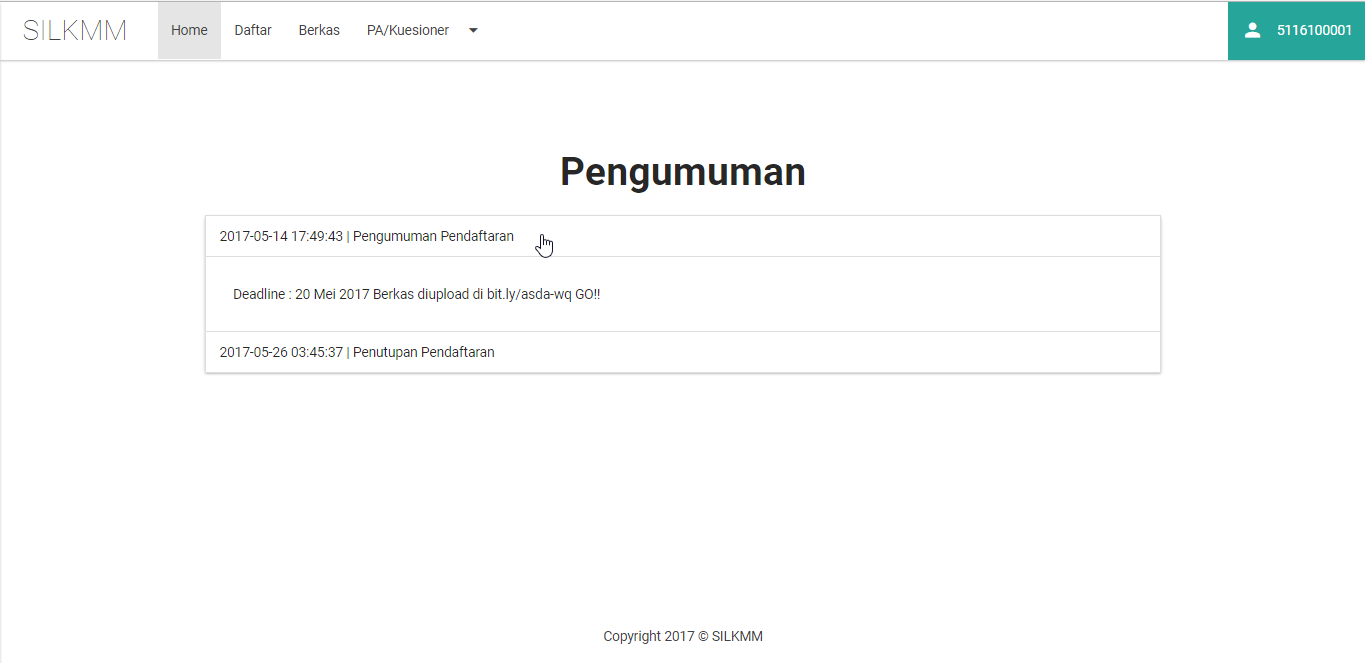 SILKMM Home Daftar Berkas PA/Kuesioner 5116100001
Pengumuman
2017-05-14 17:49:43 | Pengumuman Pendaftaran
Deadline : 20 Mei 2017 Berkas diupload di bit.ly/asda-wq GO!!
2017-05-26 03:45:37 | Penutupan Pendaftaran
Copyright 2017 © SILKMM